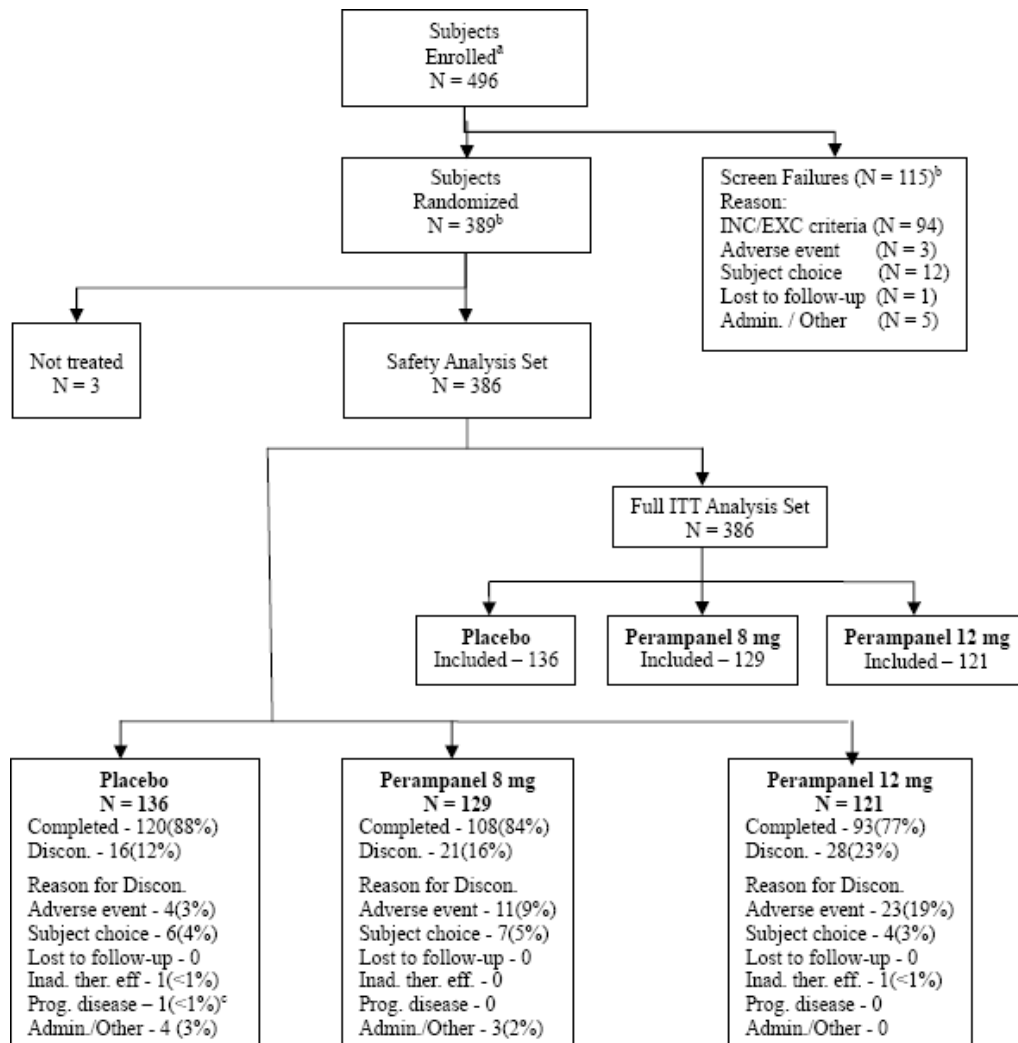 Subjects
Enrolledᵃ
N = 496
Subjects
Randomized
N = 389ᵇ
Screen Failures (N = 115)ᵇ
Reason:
INC/EXC criteria (N = 94)
Adverse event (N = 3)
Subject choice (N = 12)
Lost to follow-up (N = 1)
Admin. / Other (N = 5)
Not treated
N = 3
Safety Analysis Set
N = 386
Full ITT Analysis Set
N = 386
Placebo
Included – 136
Perampanel 8 mg
Included – 129
Perampanel 12 mg
Included – 121
Placebo
N = 136
Completed - 120(88%)
Discon. - 16(12%)
Reason for Discon.
Adverse event - 4(3%)
Subject choice - 6(4%)
Lost to follow-up - 0
Inad. ther. eff - 1(<1%)
Prog. disease – 1(<1%)ᶜ
Admin./Other - 4 (3%)
Perampanel 8 mg
N = 129
Completed - 108(84%)
Discon. - 21(16%)
Reason for Discon.
Adverse event - 11(9%)
Subject choice - 7(5%)
Lost to follow-up - 0
Inad. ther. eff. - 0
Prog. disease - 0
Admin./Other - 3(2%)
Perampanel 12 mg
N = 121
Completed - 93(77%)
Discon. - 28(23%)
Reason for Discon.
Adverse event - 23(19%)
Subject choice - 4(3%)
Lost to follow-up - 0
Inad. ther. eff - 1(<1%)
Prog. disease - 0
Admin./Other - 0